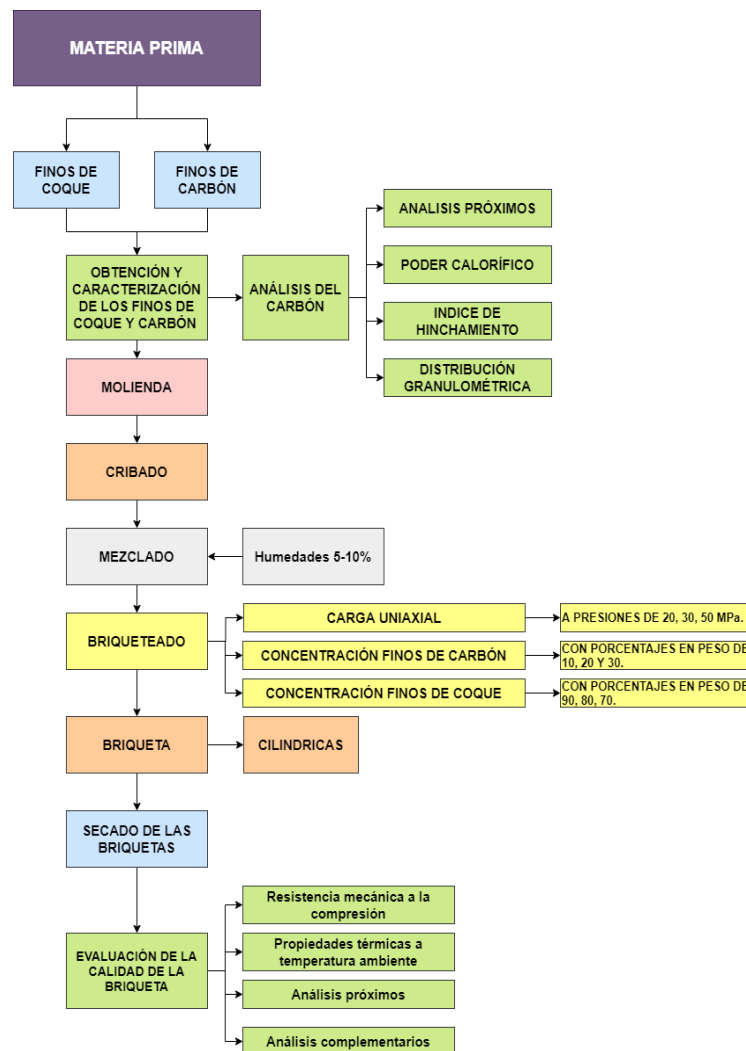 MATERIA PRIMA
FINOS DE
COQUE
FINOS DE
CARBÓN
OBTENCIÓN Y
CARACTERIZACIÓN
DE LOS FINOS DE
COQUE Y CARBÓN
ANÁLISIS DEL
CARBÓN
ANALISIS PRÓXIMOS
PODER CALORÍFICO
INDICE DE
HINCHAMIENTO
DISTRIBUCIÓN
GRANULOMÉTRICA
MOLIENDA
CRIBADO
MEZCLADO
Humedades 5-10%
BRIQUETEADO
CARGA UNIAXIAL
A PRESIONES DE 20, 30, 50 MPa.
CONCENTRACIÓN FINOS DE CARBÓN
CON PORCENTAJES EN PESO DE
10, 20 Y 30.
CONCENTRACIÓN FINOS DE COQUE
CON PORCENTAJES EN PESO DE
90, 80, 70.
BRIQUETA
CILINDRICAS
SECADO DE LAS
BRIQUETAS
EVALUACIÓN DE LA
CALIDAD DE LA
BRIQUETA
Resistencia mecánica a la
compresión
Propiedades térmicas a
temperatura ambiente
Análisis próximos
Análisis complementarios